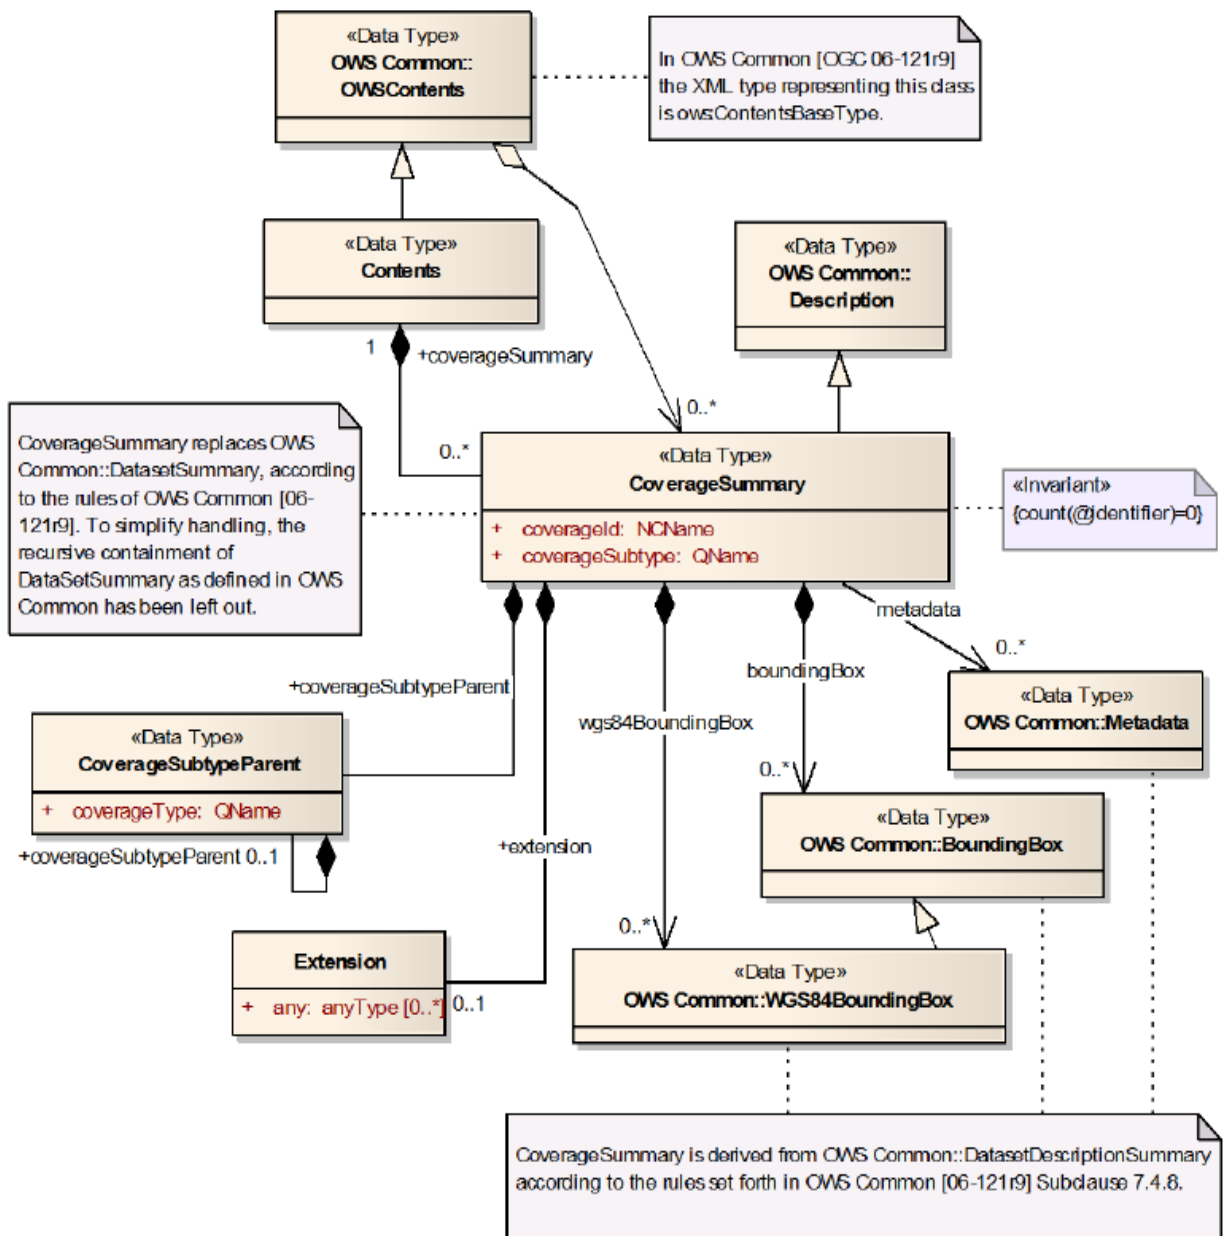 «Data Type»
OWS Common::
OWSContents
In OWS Common [OGC 06-121r9]
the XML type representing this class
is ows:ContentsBaseType.
«Data Type»
Contents
«Data Type»
OWS Common::
Description
1
+coverageSummary
0..*
0..*
CoverageSummary replaces OWS
Common::DatasetSummary, according
to the rules of OWS Common [06-
121r9]. To simplify handling, the
recursive containment of
DataSetSummary as defined in OWS
Common has been left out.
«Data Type»
CoverageSummary
+ coverageId: NCName
+ coverageSubtype: QName
«Invariant»
{count(@identifier)=0}
metadata
0..*
boundingBox
+coverageSubtypeParent
wgs84BoundingBox
«Data Type»
OWS Common::Metadata
«Data Type»
CoverageSubtypeParent
+ coverageType: QName
0..*
«Data Type»
OWS Common::BoundingBox
+coverageSubtypeParent 0..1
+extension
0..*
Extension
+ any: anyType [0..*]
0..1
«Data Type»
OWS Common::WGS84BoundingBox
CoverageSummary is derived from OWS Common::DatasetDescriptionSummary
according to the rules set forth in OWS Common [06-121r9] Subclause 7.4.8.